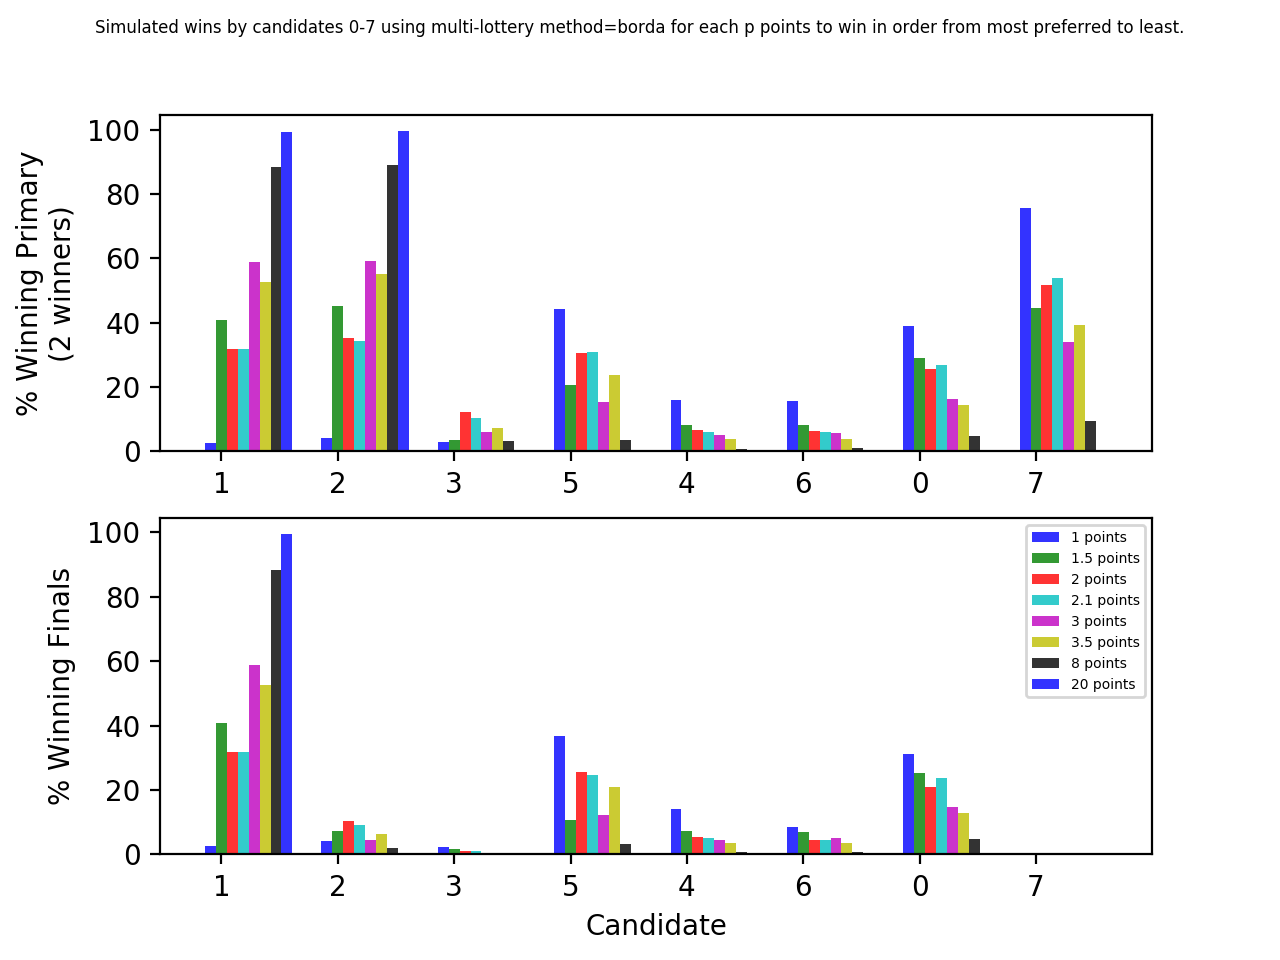 Simulated wins by candidates 0-7 using multi-lottery method=borda for each p points to win in order from most preferred to least.
% Winning Primary
(2 winners)
100
80
60
40
20
0
1 2 3 5 4 6 0 7
% Winning Finals
100
80
60
40
20
0
1 points
1.5 points
2 points
2.1 points
3 points
3.5 points
8 points
20 points
1 2 3 5 4 6 0 7
Candidate